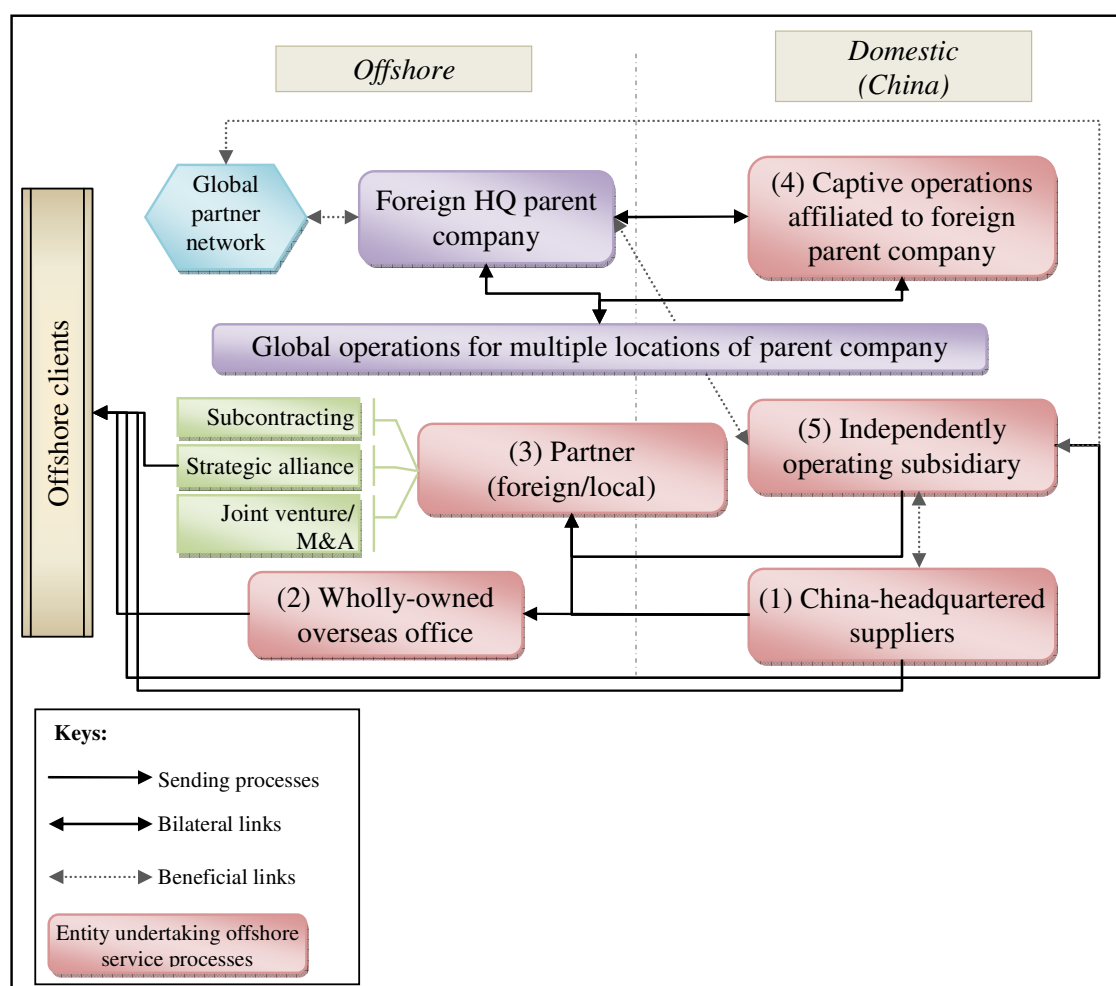 Offshore
Domestic
(China)
Global
partner
network
Foreign HQ parent
company
(4) Captive operations
affiliated to foreign
parent company
Global operations for multiple locations of parent company
Offshore clients
Subcontracting
Strategic alliance
Joint venture/
M&A
(3) Partner
(foreign/local)
(5) Independently
operating subsidiary
(2) Wholly-owned
overseas office
(1) China-headquartered
suppliers
Keys:
Sending processes
Bilateral links
Beneficial links
Entity undertaking offshore
service processes